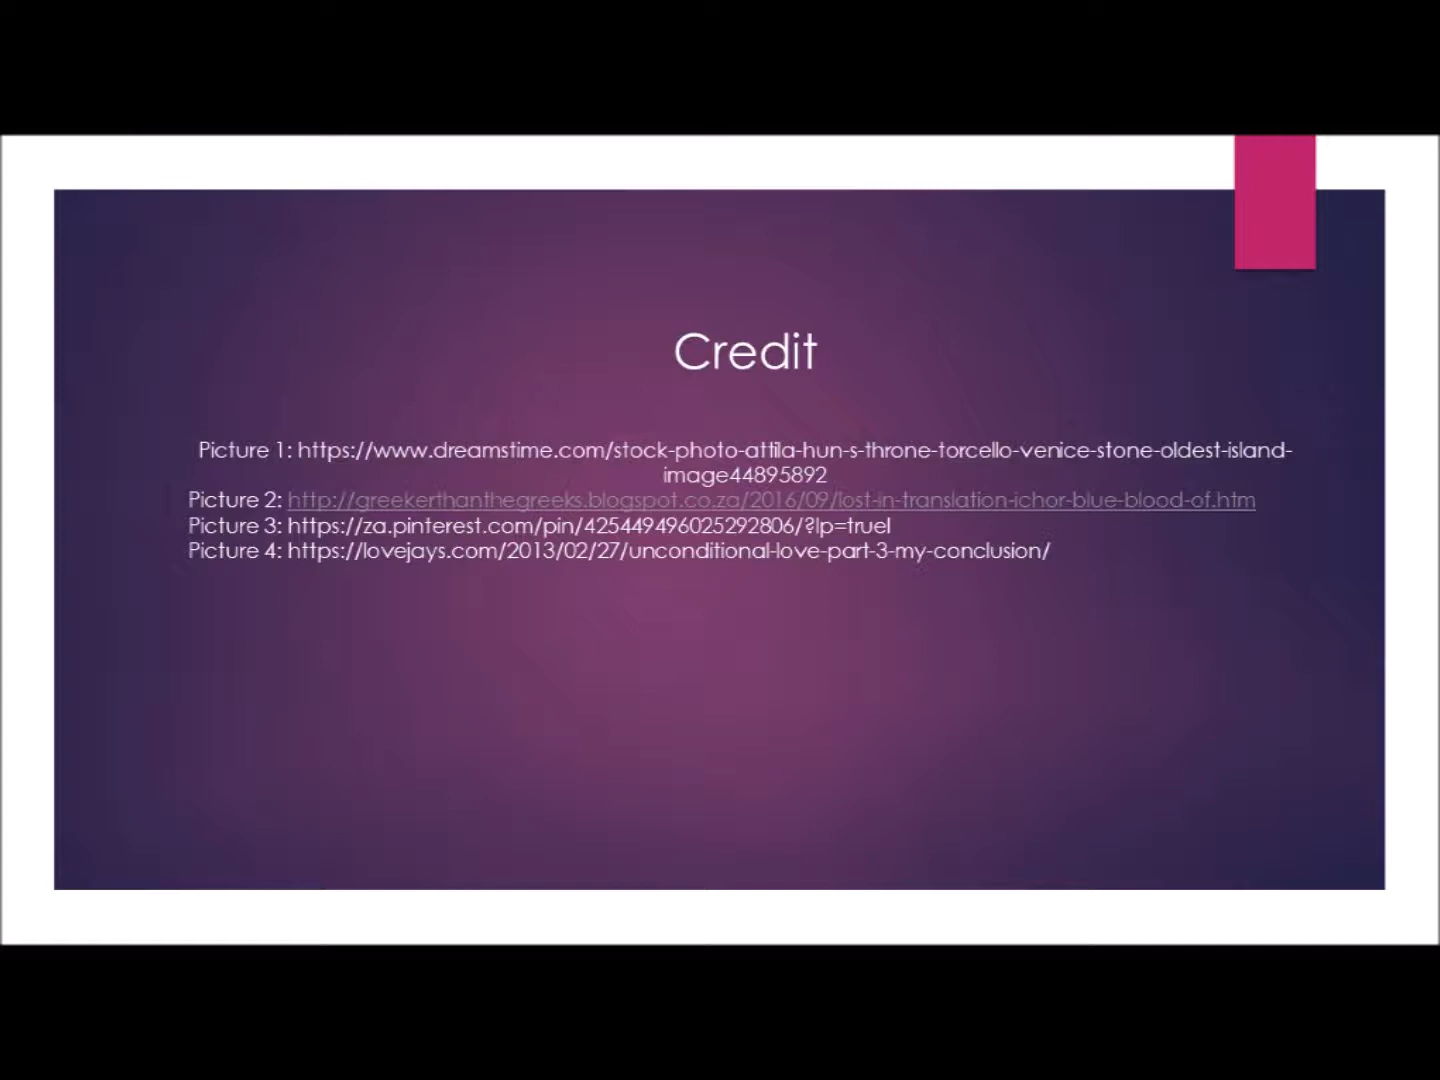 Credit
Picture 1: https://www.dreamstime.com/stock-photo-attila-hun-s-throne-torcello-venice-stone-oldest-island-
image44895892
Picture 2: http://greekerthanthegreeks.blogspot.co.za/2016/09/lost-in-translation-ichor-blue-blood-of.htm
Picture 3: https://za.pinterest.com/pin/425449496025292806/?lp=truel
Picture 4: https://lovejays.com/2013/02/27/unconditional-love-part-3-my-conclusion/